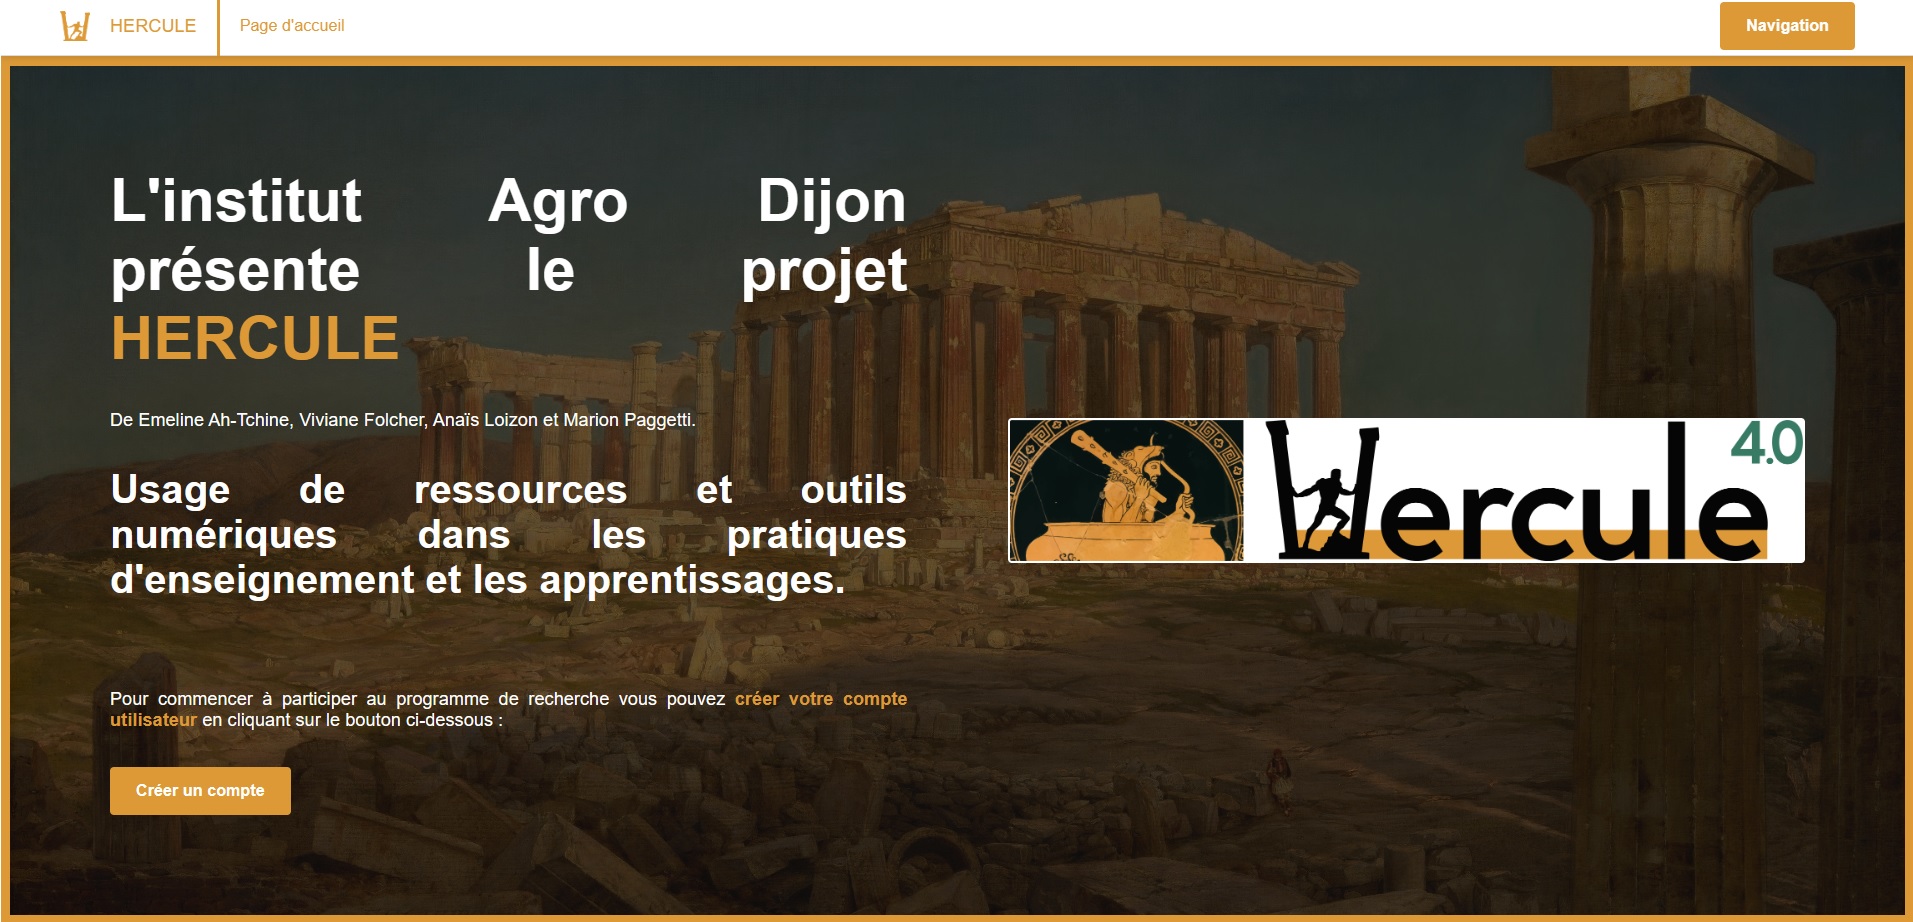 HERCULE
Page d'accueil
Navigation
L'institut Agro Dijon
présente le projet
HERCULE
De Emeline Ah-Tchine, Viviane Folcher, Anaïs Loizon et Marion Paggetti.
Usage de ressources et outils
numériques dans les pratiques
d'enseignement et les apprentissages.
Pour commencer à participer au programme de recherche vous pouvez créer votre compte
utilisateur en cliquant sur le bouton ci-dessous :
Créer un compte
Hercule 4.0